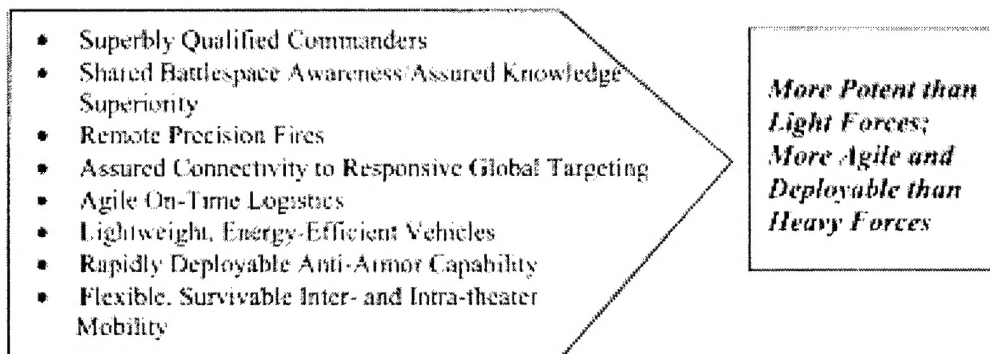 • Superbly Qualified Commanders
• Shared Battlespace Awareness/Assured Knowledge
Superiority
• Remote Precision Fires
• Assured Connectivity to Responsive Global Targeting
• Agile On-Time Logistics
• Lightweight, Energy-Efficient Vehicles
• Rapidly Deployable Anti-Armor Capability
• Flexible, Survivable Inter- and Intra-theater
Mobility
More Potent than
Light Forces;
More Agile and
Deployable than
Heavy Forces